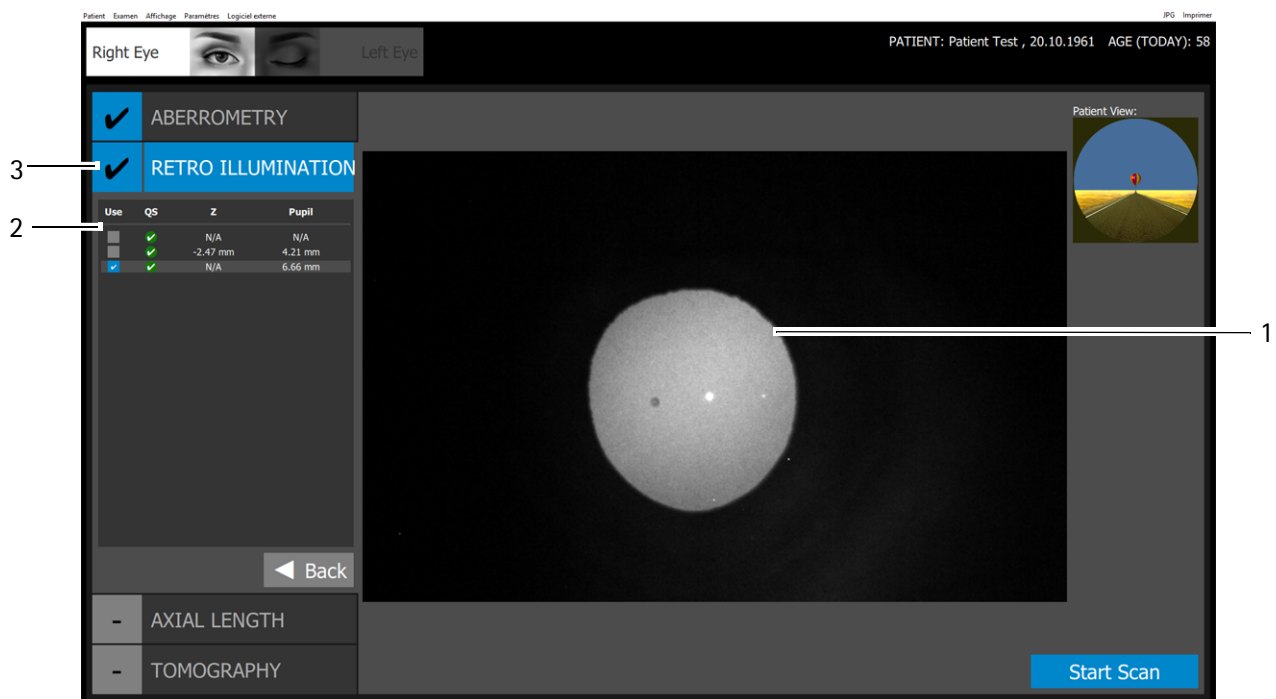 Patient Examen Affichage Paramètres Logiciel externe JPG Imprimer
Right Eye Left Eye PATIENT: Patient Test , 20.10.1961 AGE (TODAY): 58
ABERROMETRY
Patient View:
3 RETRO ILLUMINATION
Use QS Z Pupil
2
N/A N/A
-2.47 mm 4.21 mm
N/A 6.66 mm
1
Back
- AXIAL LENGTH
- TOMOGRAPHY
Start Scan